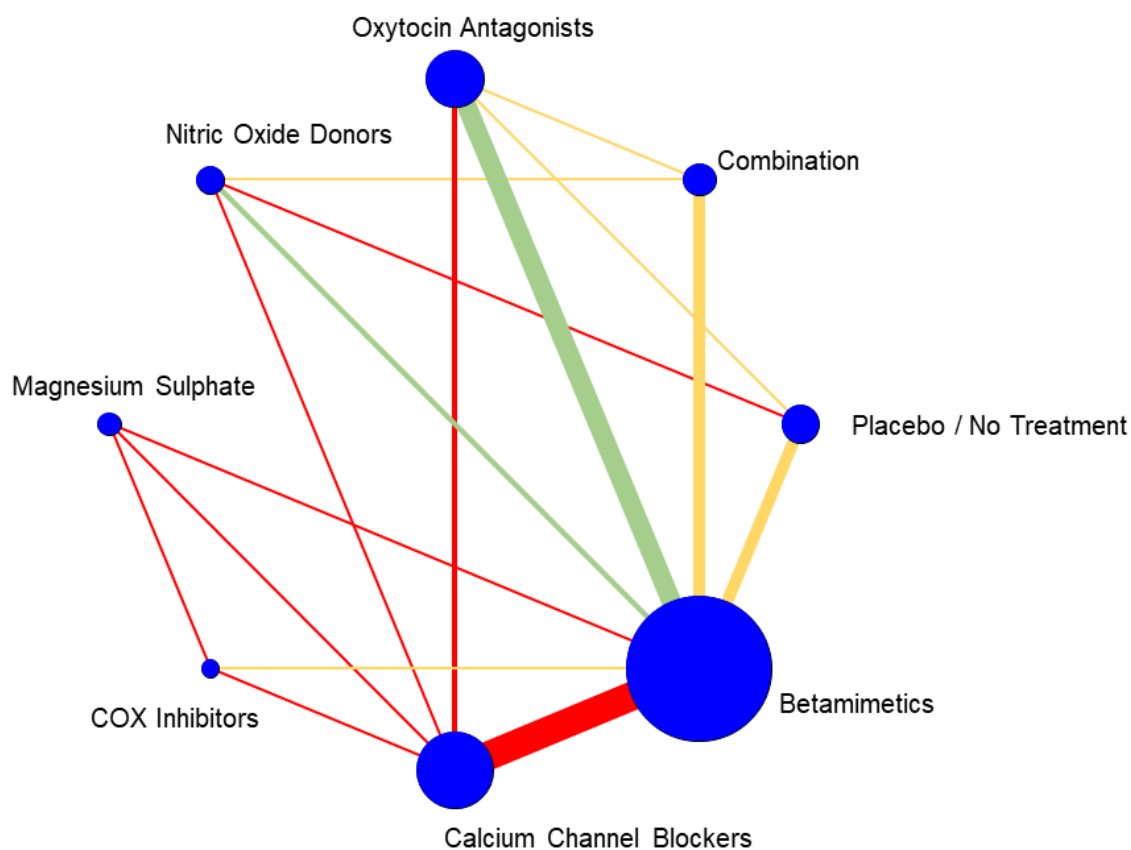 Oxytocin Antagonists
Nitric Oxide Donors
Combination
Magnesium Sulphate
Placebo / No Treatment
COX Inhibitors
Betamimetics
Calcium Channel Blockers